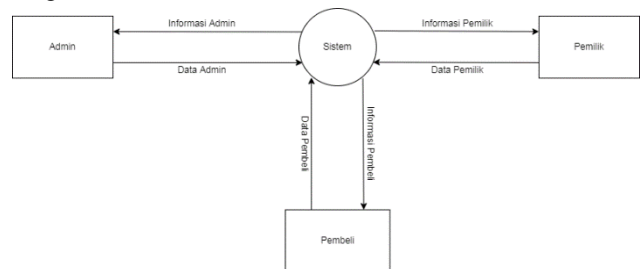 Informasi Admin
Informasi Pemilik
Admin
Sistem
Pemilik
Data Admin
Data Pemilik
Data Pembeli
Informasi Pembeli
Pembeli